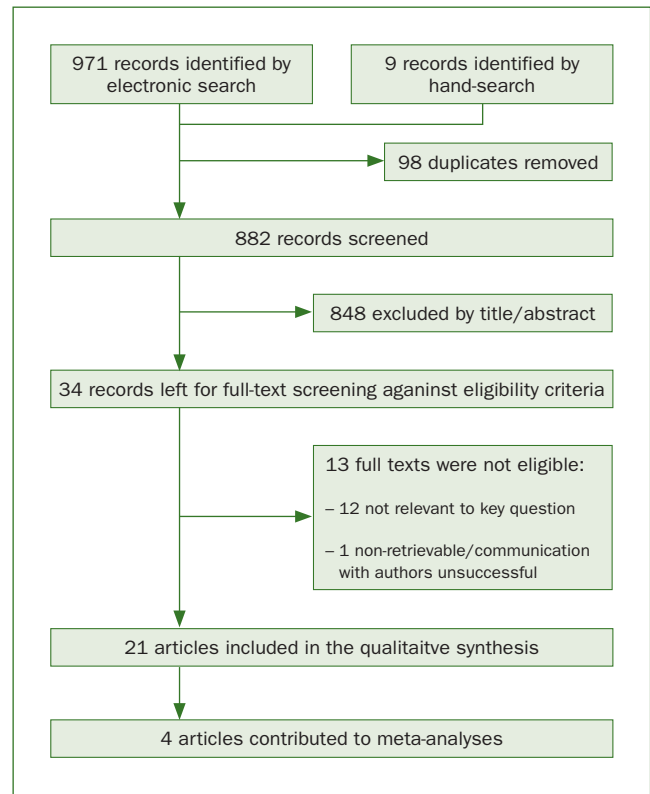 971 records identified by
electronic search
9 records identified by
hand-search
98 duplicates removed
882 records screened
848 excluded by title/abstract
34 records left for full-text screening aganinst eligibility criteria
13 full texts were not eligible:
– 12 not relevant to key question
– 1 non-retrievable/communication
with authors unsuccessful
21 articles included in the qualitaitve synthesis
4 articles contributed to meta-analyses